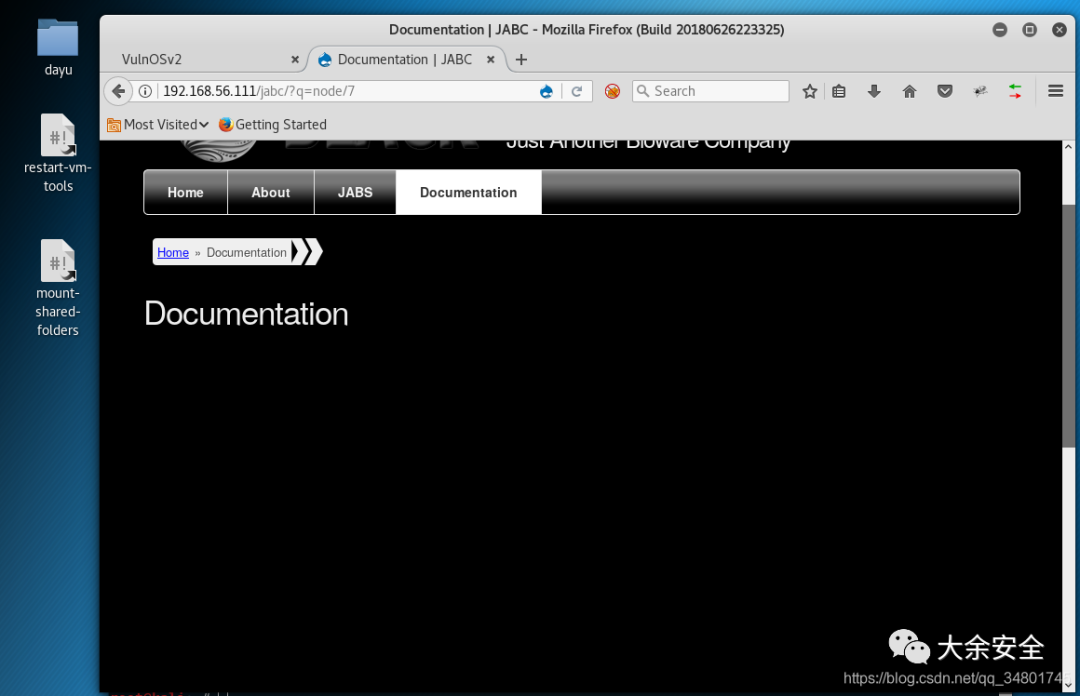 dayu
restart-vm-
tools
mount-
shared-
folders
Documentation | JABC - Mozilla Firefox (Build 20180626223325)
VulnOSv2
Documentation | JABC
192.168.56.111/jabc/?q=node/7
Search
Most Visited
Getting Started
Just Another Bioware Company
Home
About
JABS
Documentation
Home » Documentation
Documentation
大余安全
https://blog.csdn.net/qq_3480174